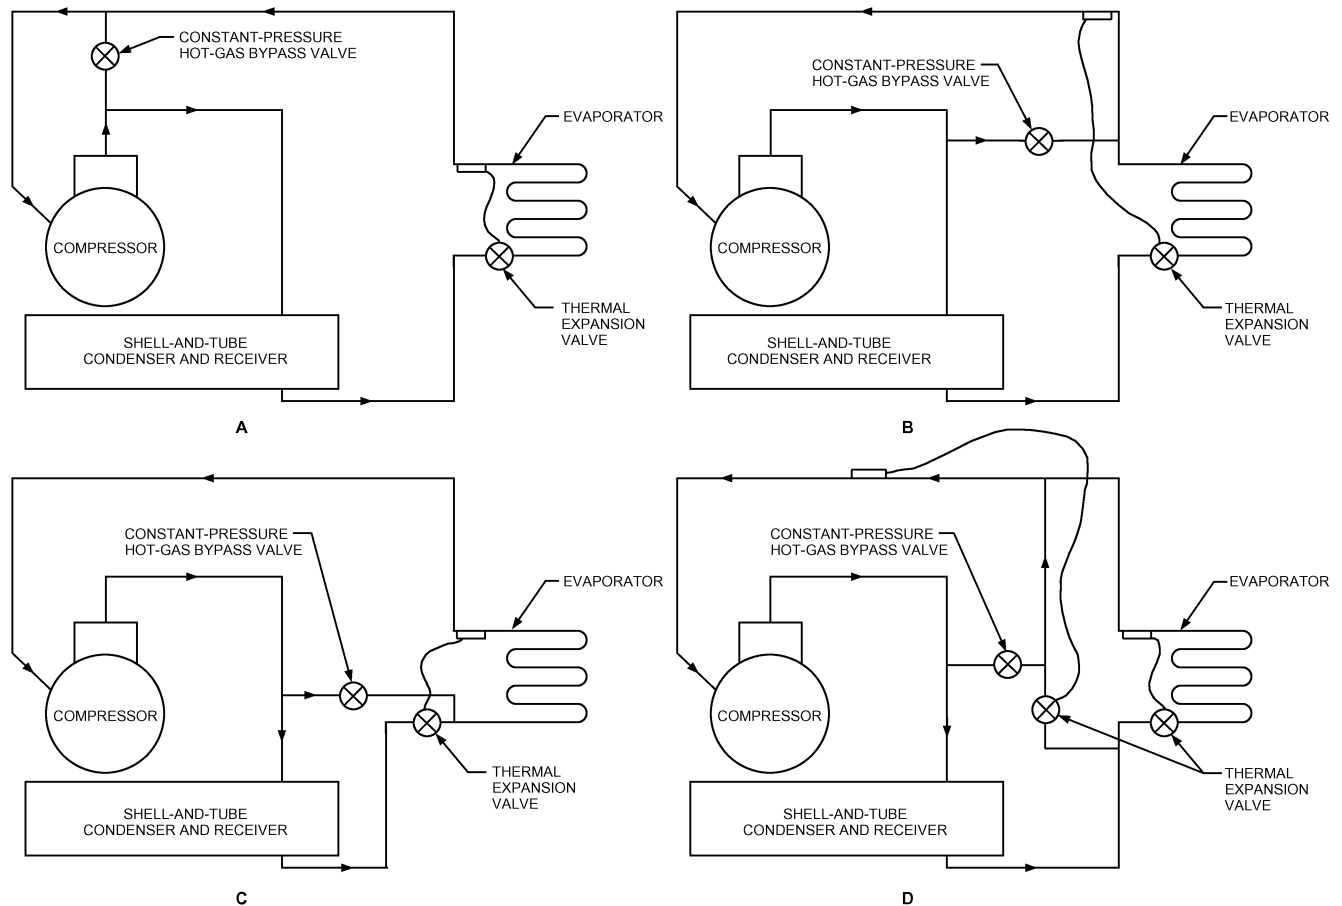 CONSTANT-PRESSURE
HOT-GAS BYPASS VALVE
EVAPORATOR
COMPRESSOR
THERMAL
EXPANSION
VALVE
SHELL-AND-TUBE
CONDENSER AND RECEIVER
A
CONSTANT-PRESSURE
HOT-GAS BYPASS VALVE
EVAPORATOR
COMPRESSOR
THERMAL
EXPANSION
VALVE
SHELL-AND-TUBE
CONDENSER AND RECEIVER
B
CONSTANT-PRESSURE
HOT-GAS BYPASS VALVE
EVAPORATOR
COMPRESSOR
THERMAL
EXPANSION
VALVE
SHELL-AND-TUBE
CONDENSER AND RECEIVER
C
CONSTANT-PRESSURE
HOT-GAS BYPASS VALVE
EVAPORATOR
COMPRESSOR
THERMAL
EXPANSION
VALVE
SHELL-AND-TUBE
CONDENSER AND RECEIVER
D